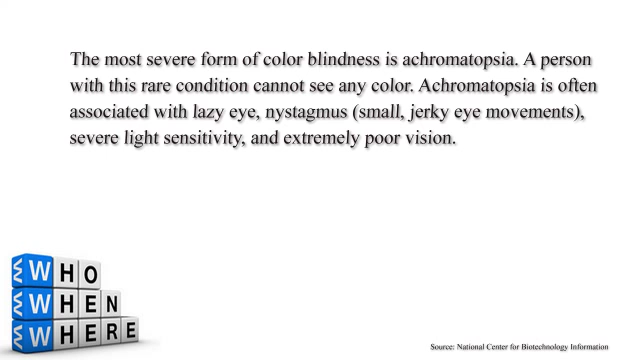 The most severe form of color blindness is achromatopsia. A person
with this rare condition cannot see any color. Achromatopsia is often
associated with lazy eye, nystagmus (small, jerky eye movements),
severe light sensitivity, and extremely poor vision.
WHO
WHEN
WHERE
Source: National Center for Biotechnology Information